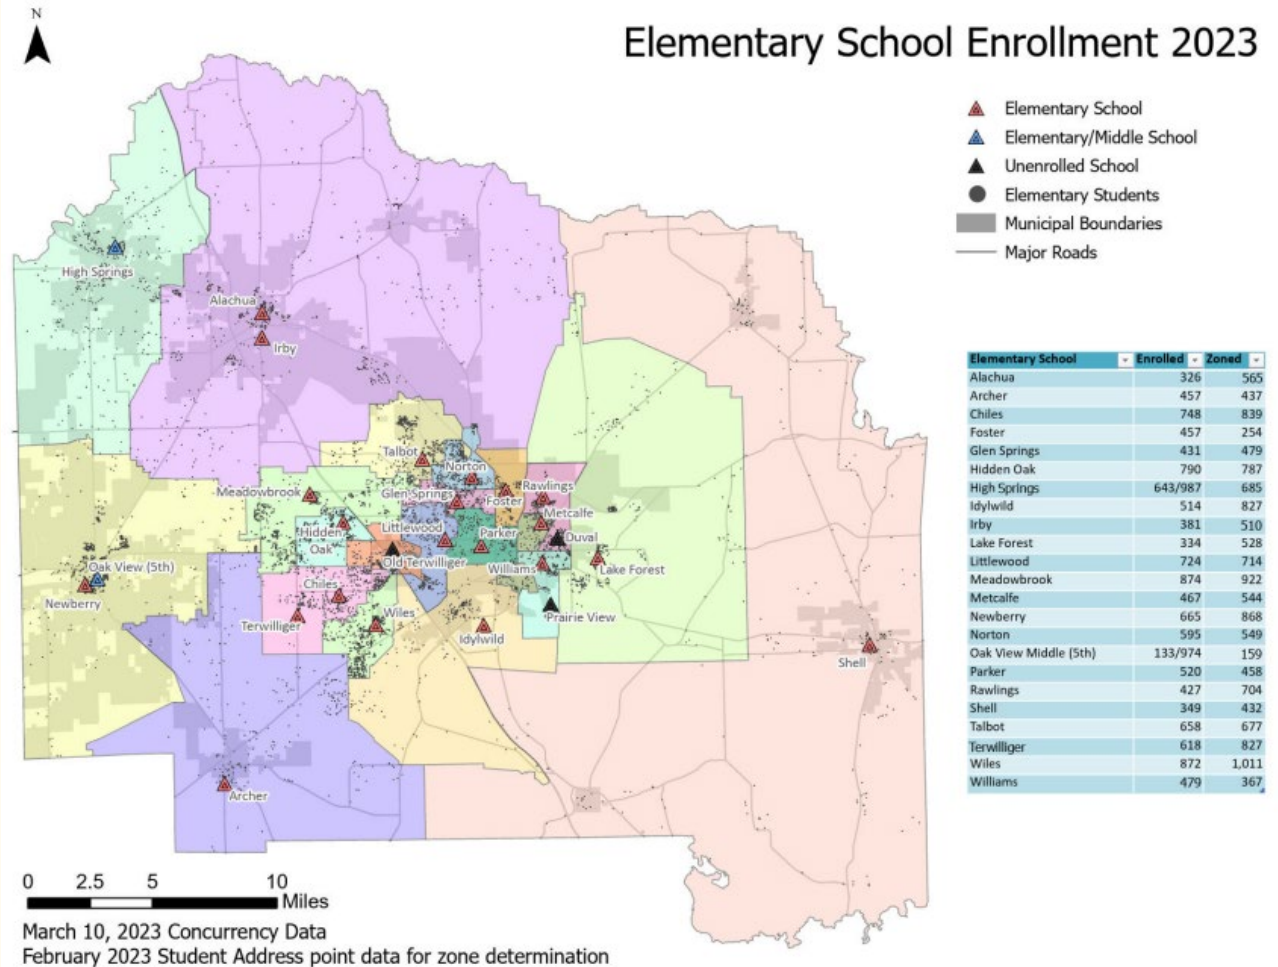 N
Elementary School Enrollment 2023
Elementary School
Elementary/Middle School
Unenrolled School
Elementary Students
Municipal Boundaries
Major Roads
High Springs
Alachua
Irby
Talbot
Norton
Meadowbrook
Glen Springs
Foster
Rawlings
Metcalfe
Hidden
Oak
Littlewood
Parker
Duval
Old Terwilliger
Williams
Lake Forest
Oak View (5th)
Newberry
Chiles
Terwilliger
Wiles
Idylwild
Prairie View
Shell
Archer
Elementary School Enrolled Zoned
Alachua 326 565
Archer 457 437
Chiles 748 839
Foster 457 254
Glen Springs 431 479
Hidden Oak 790 787
High Springs 643/987 685
Idylwild 514 827
Irby 381 510
Lake Forest 334 528
Littlewood 724 714
Meadowbrook 874 922
Metcalfe 467 544
Newberry 665 868
Norton 595 549
Oak View Middle (5th) 133/974 159
Parker 520 458
Rawlings 427 704
Shell 349 432
Talbot 658 677
Terwilliger 618 827
Wiles 872 1,011
Williams 479 367
0 2.5 5 10
Miles
March 10, 2023 Concurrency Data
February 2023 Student Address point data for zone determination